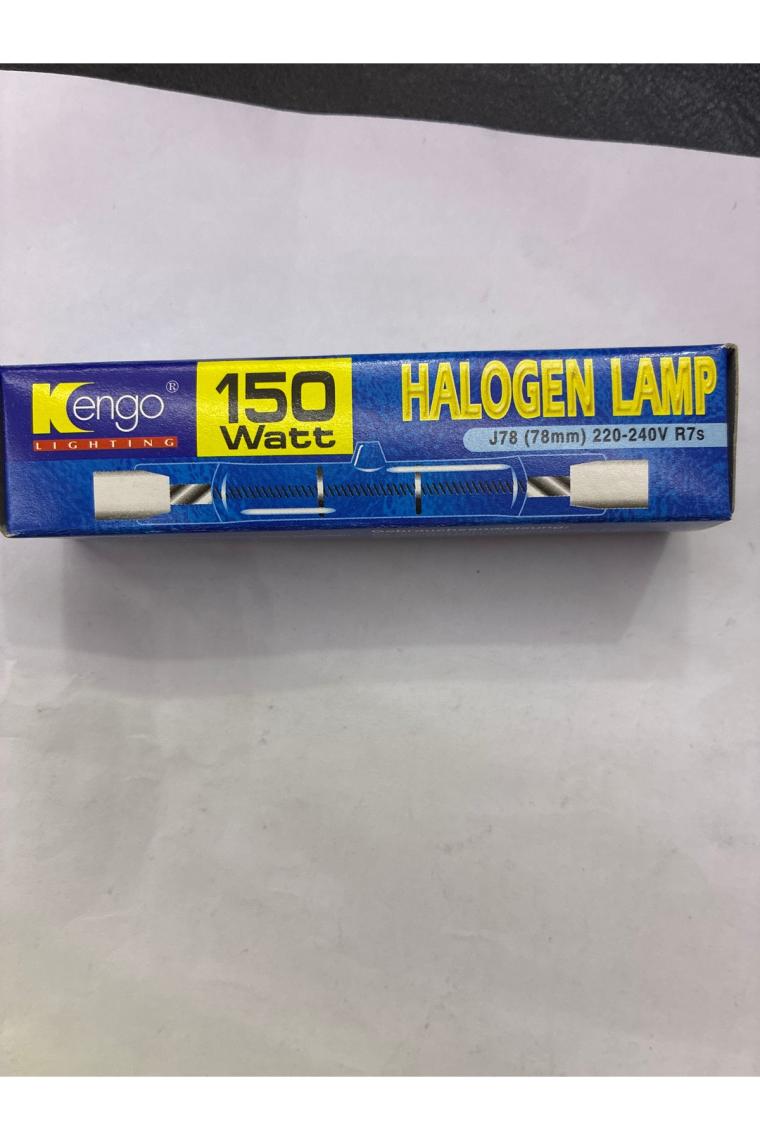 Kengo®
LIGHTING
150
Watt
HALOGEN LAMP
J78 (78mm) 220-240V R7s